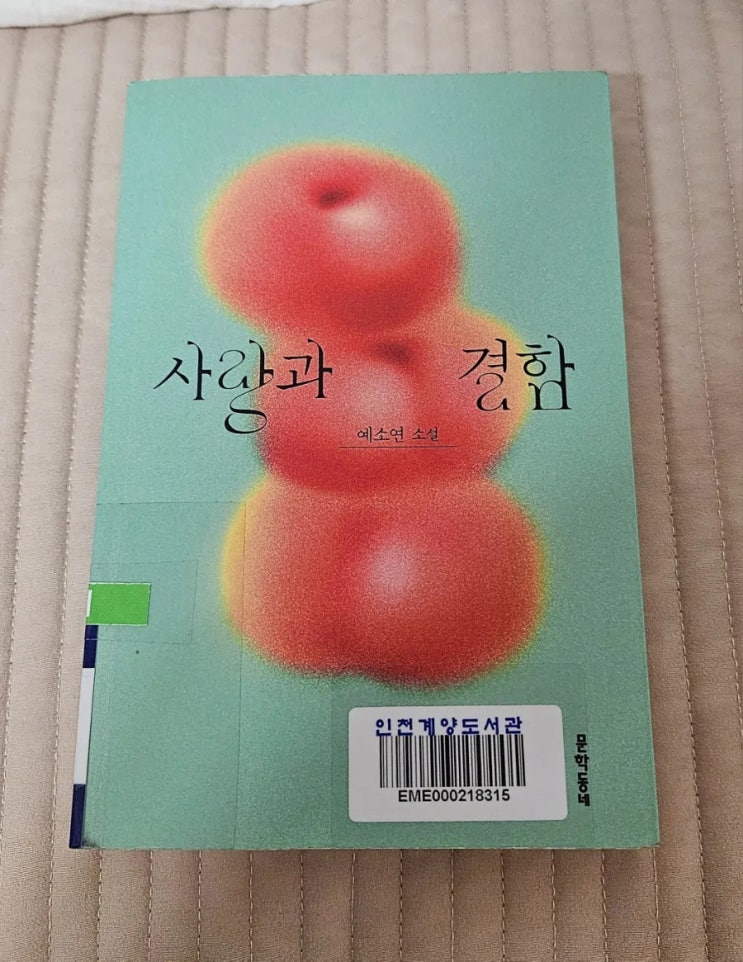 사랑과 결함
예소연 소설
인천계양도서관
EME000218315
문학동네